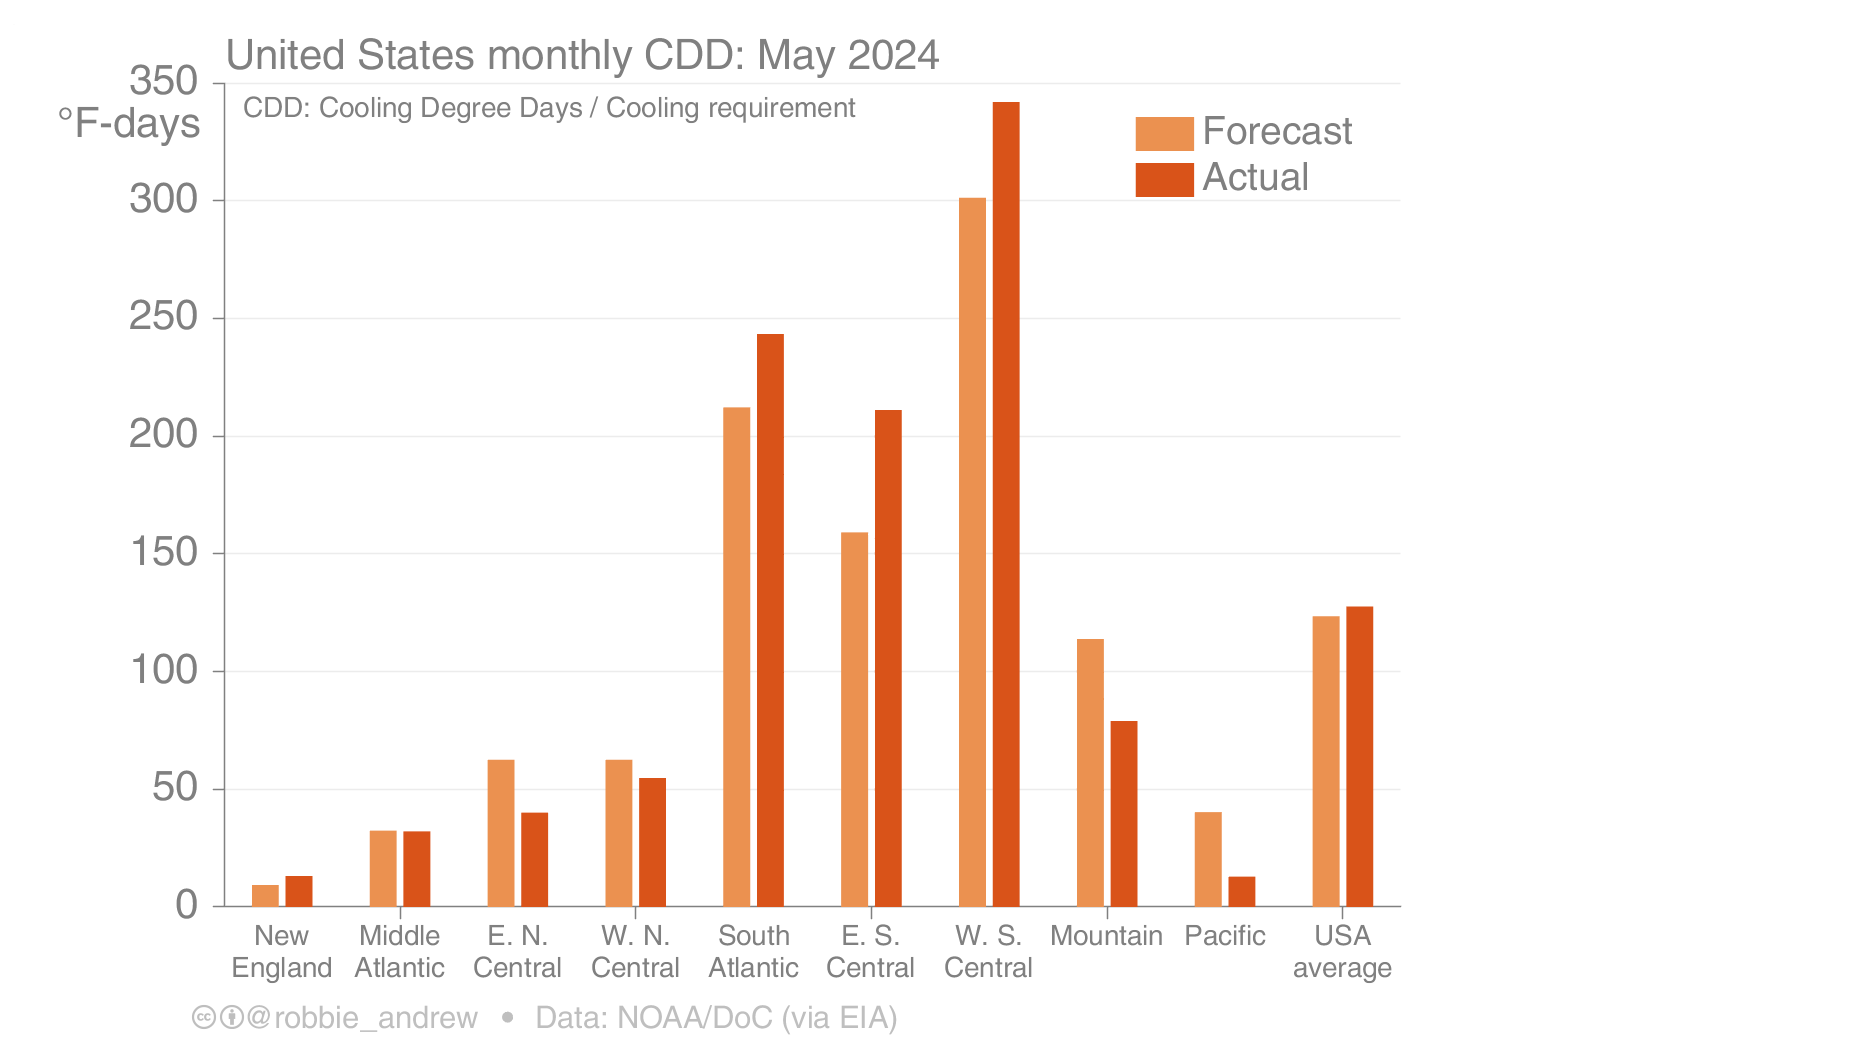 United States monthly CDD: May 2024
350
°F-days
CDD: Cooling Degree Days / Cooling requirement
Forecast
Actual
300
250
200
150
100
50
0
New England
Middle Atlantic
E. N. Central
W. N. Central
South Atlantic
E. S. Central
W. S. Central
Mountain
Pacific
USA average
cc @robbie_andrew • Data: NOAA/DoC (via EIA)